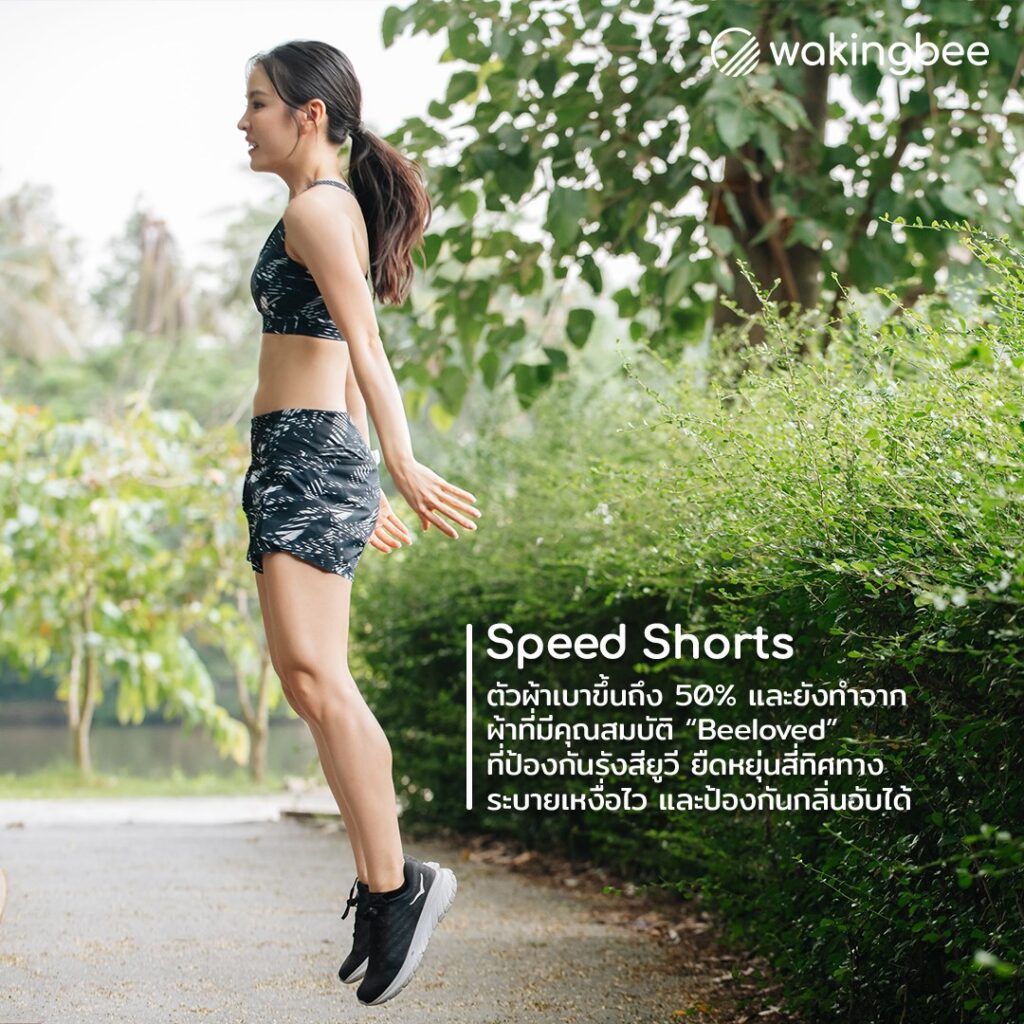 wakingbee
Speed Shorts
ตัวผ้าเบาขึ้นถึง 50% และยังทำจาก
ผ้าที่มีคุณสมบัติ “Beeloved”
ที่ป้องกันรังสียูวี ยืดหยุ่นสี่ทิศทาง
ระบายเหงื่อไว และป้องกันกลิ่นอับได้